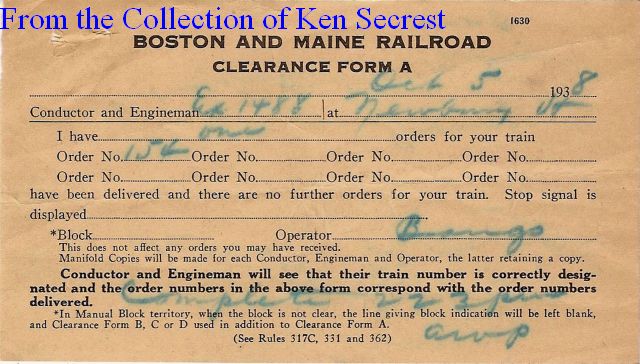 From the Collection of Ken Secrest
1630
BOSTON AND MAINE RAILROAD
CLEARANCE FORM A
Oct 5 1938
Conductor and Engineman Ex 1488 at Newbury St
I have one orders for your train
Order No. 154 Order No. Order No. Order No.
Order No. Order No. Order No. Order No.
have been delivered and there are no further orders for your train. Stop signal is
displayed
*Block Operator Bangs
This does not affect any orders you may have received.
Manifold Copies will be made for each Conductor, Engineman and Operator, the latter retaining a copy.
Conductor and Engineman will see that their train number is correctly desig-
nated and the order numbers in the above form correspond with the order numbers
delivered. Complete 223 pm
*In Manual Block territory, when the block is not clear, the line giving block indication will be left blank,
and Clearance Form B, C or D used in addition to Clearance Form A.
(See Rules 317C, 331 and 362)